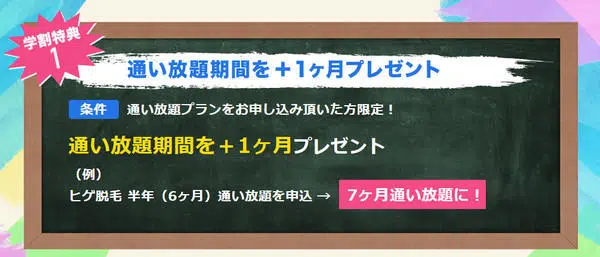 学割特典
1
通い放題期間を＋1ヶ月プレゼント
条件 通い放題プランをお申し込み頂いた方限定！
通い放題期間を＋1ヶ月プレゼント
（例）
ヒゲ脱毛 半年（6ヶ月）通い放題を申込 → 7ヶ月通い放題に！